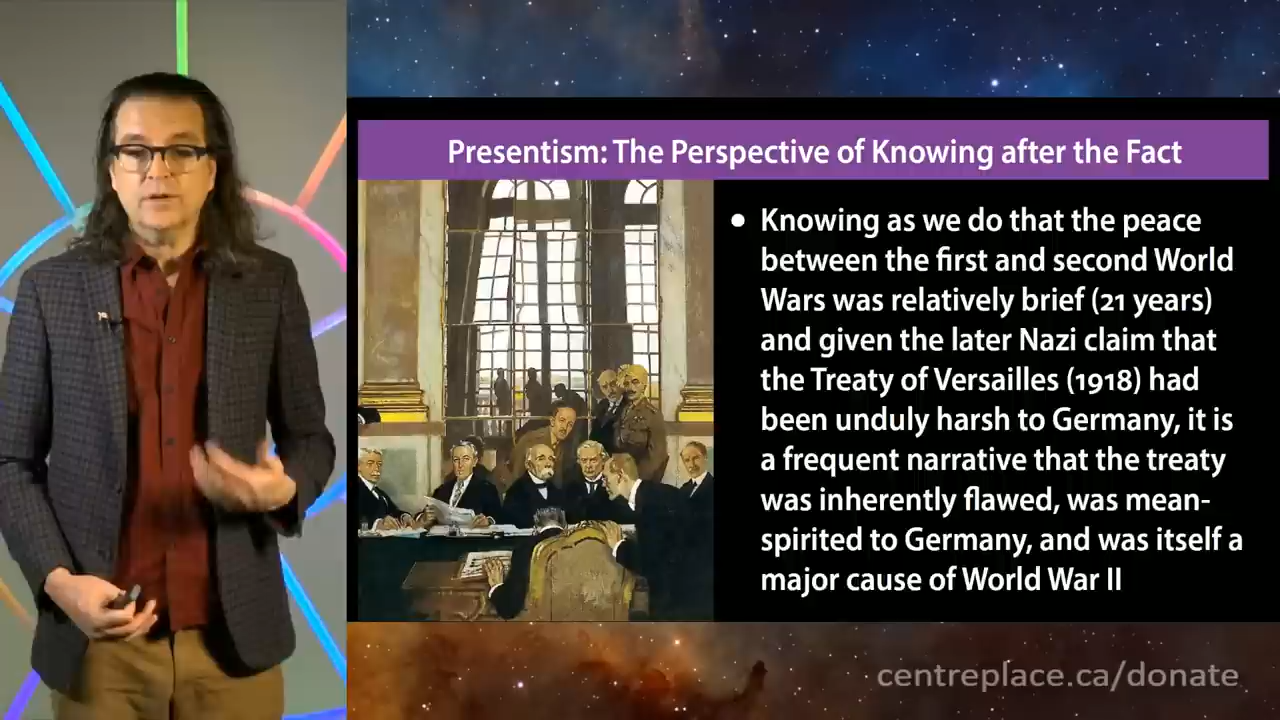 Presentism: The Perspective of Knowing after the Fact
• Knowing as we do that the peace
between the first and second World
Wars was relatively brief (21 years)
and given the later Nazi claim that
the Treaty of Versailles (1918) had
been unduly harsh to Germany, it is
a frequent narrative that the treaty
was inherently flawed, was mean-
spirited to Germany, and was itself a
major cause of World War II
centreplace.ca/donate